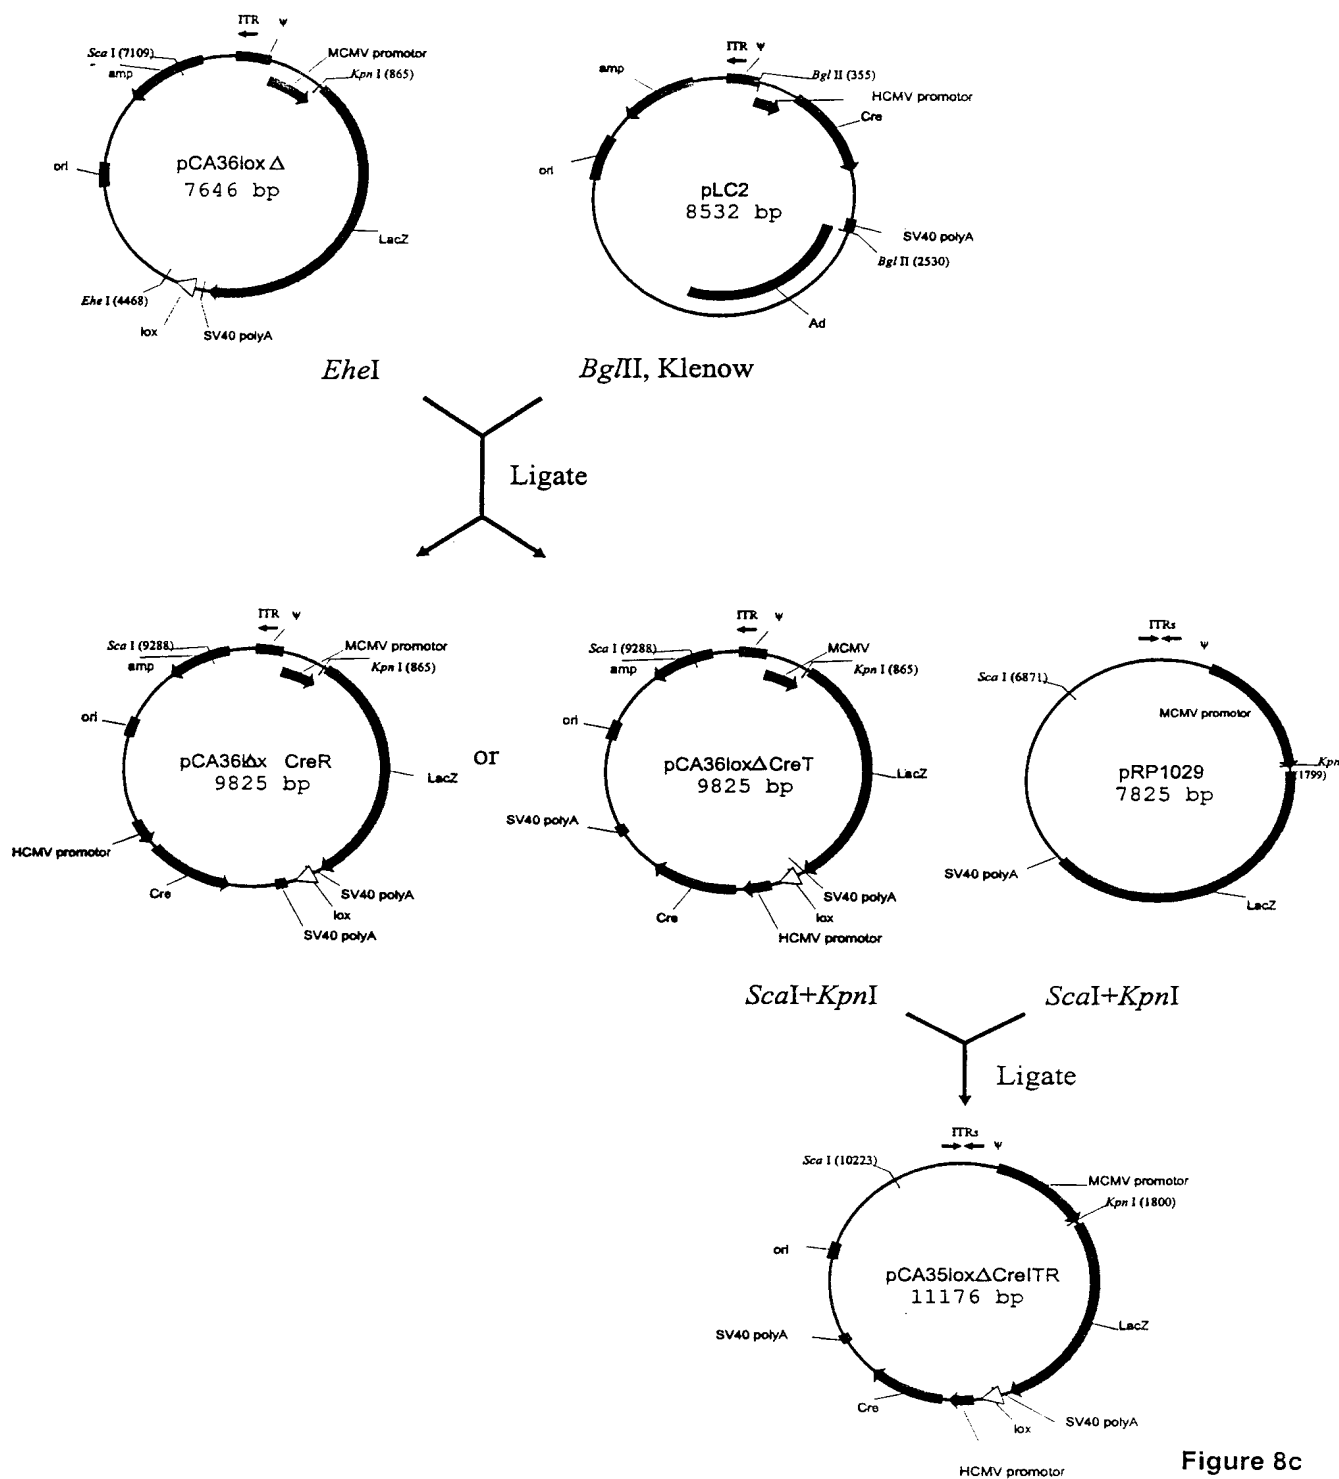 ITR ψ
Sca I (7109)
amp
MCMV promotor
Kpn I (865)
ori
pCA36lox Δ
7646 bp
LacZ
Ehe I (4468)
lox
SV40 polyA
ITR ψ
amp
Bgl II (355)
HCMV promotor
Cre
ori
pLC2
8532 bp
SV40 polyA
Bgl II (2530)
Ad
EheI
BglII, Klenow
Ligate
ITR ψ
Sca I (9288)
amp
MCMV promotor
Kpn I (865)
ori
pCA36lΔx CreR
9825 bp
LacZ
HCMV promotor
Cre
SV40 polyA
lox
SV40 polyA
or
ITR ψ
Sca I (9288)
amp
MCMV
Kpn I (865)
ori
pCA36loxΔCreT
9825 bp
LacZ
SV40 polyA
Cre
SV40 polyA
lox
HCMV promotor
ITRs
ψ
Sca I (6871)
MCMV promotor
Kpn
(1799)
pRP1029
7825 bp
SV40 polyA
LacZ
ScaI+KpnI
ScaI+KpnI
Ligate
ITRs
ψ
Sca I (10223)
MCMV promotor
Kpn I (1800)
ori
pCA35loxΔCreITR
11176 bp
LacZ
SV40 polyA
Cre
SV40 polyA
lox
HCMV promotor
Figure 8c